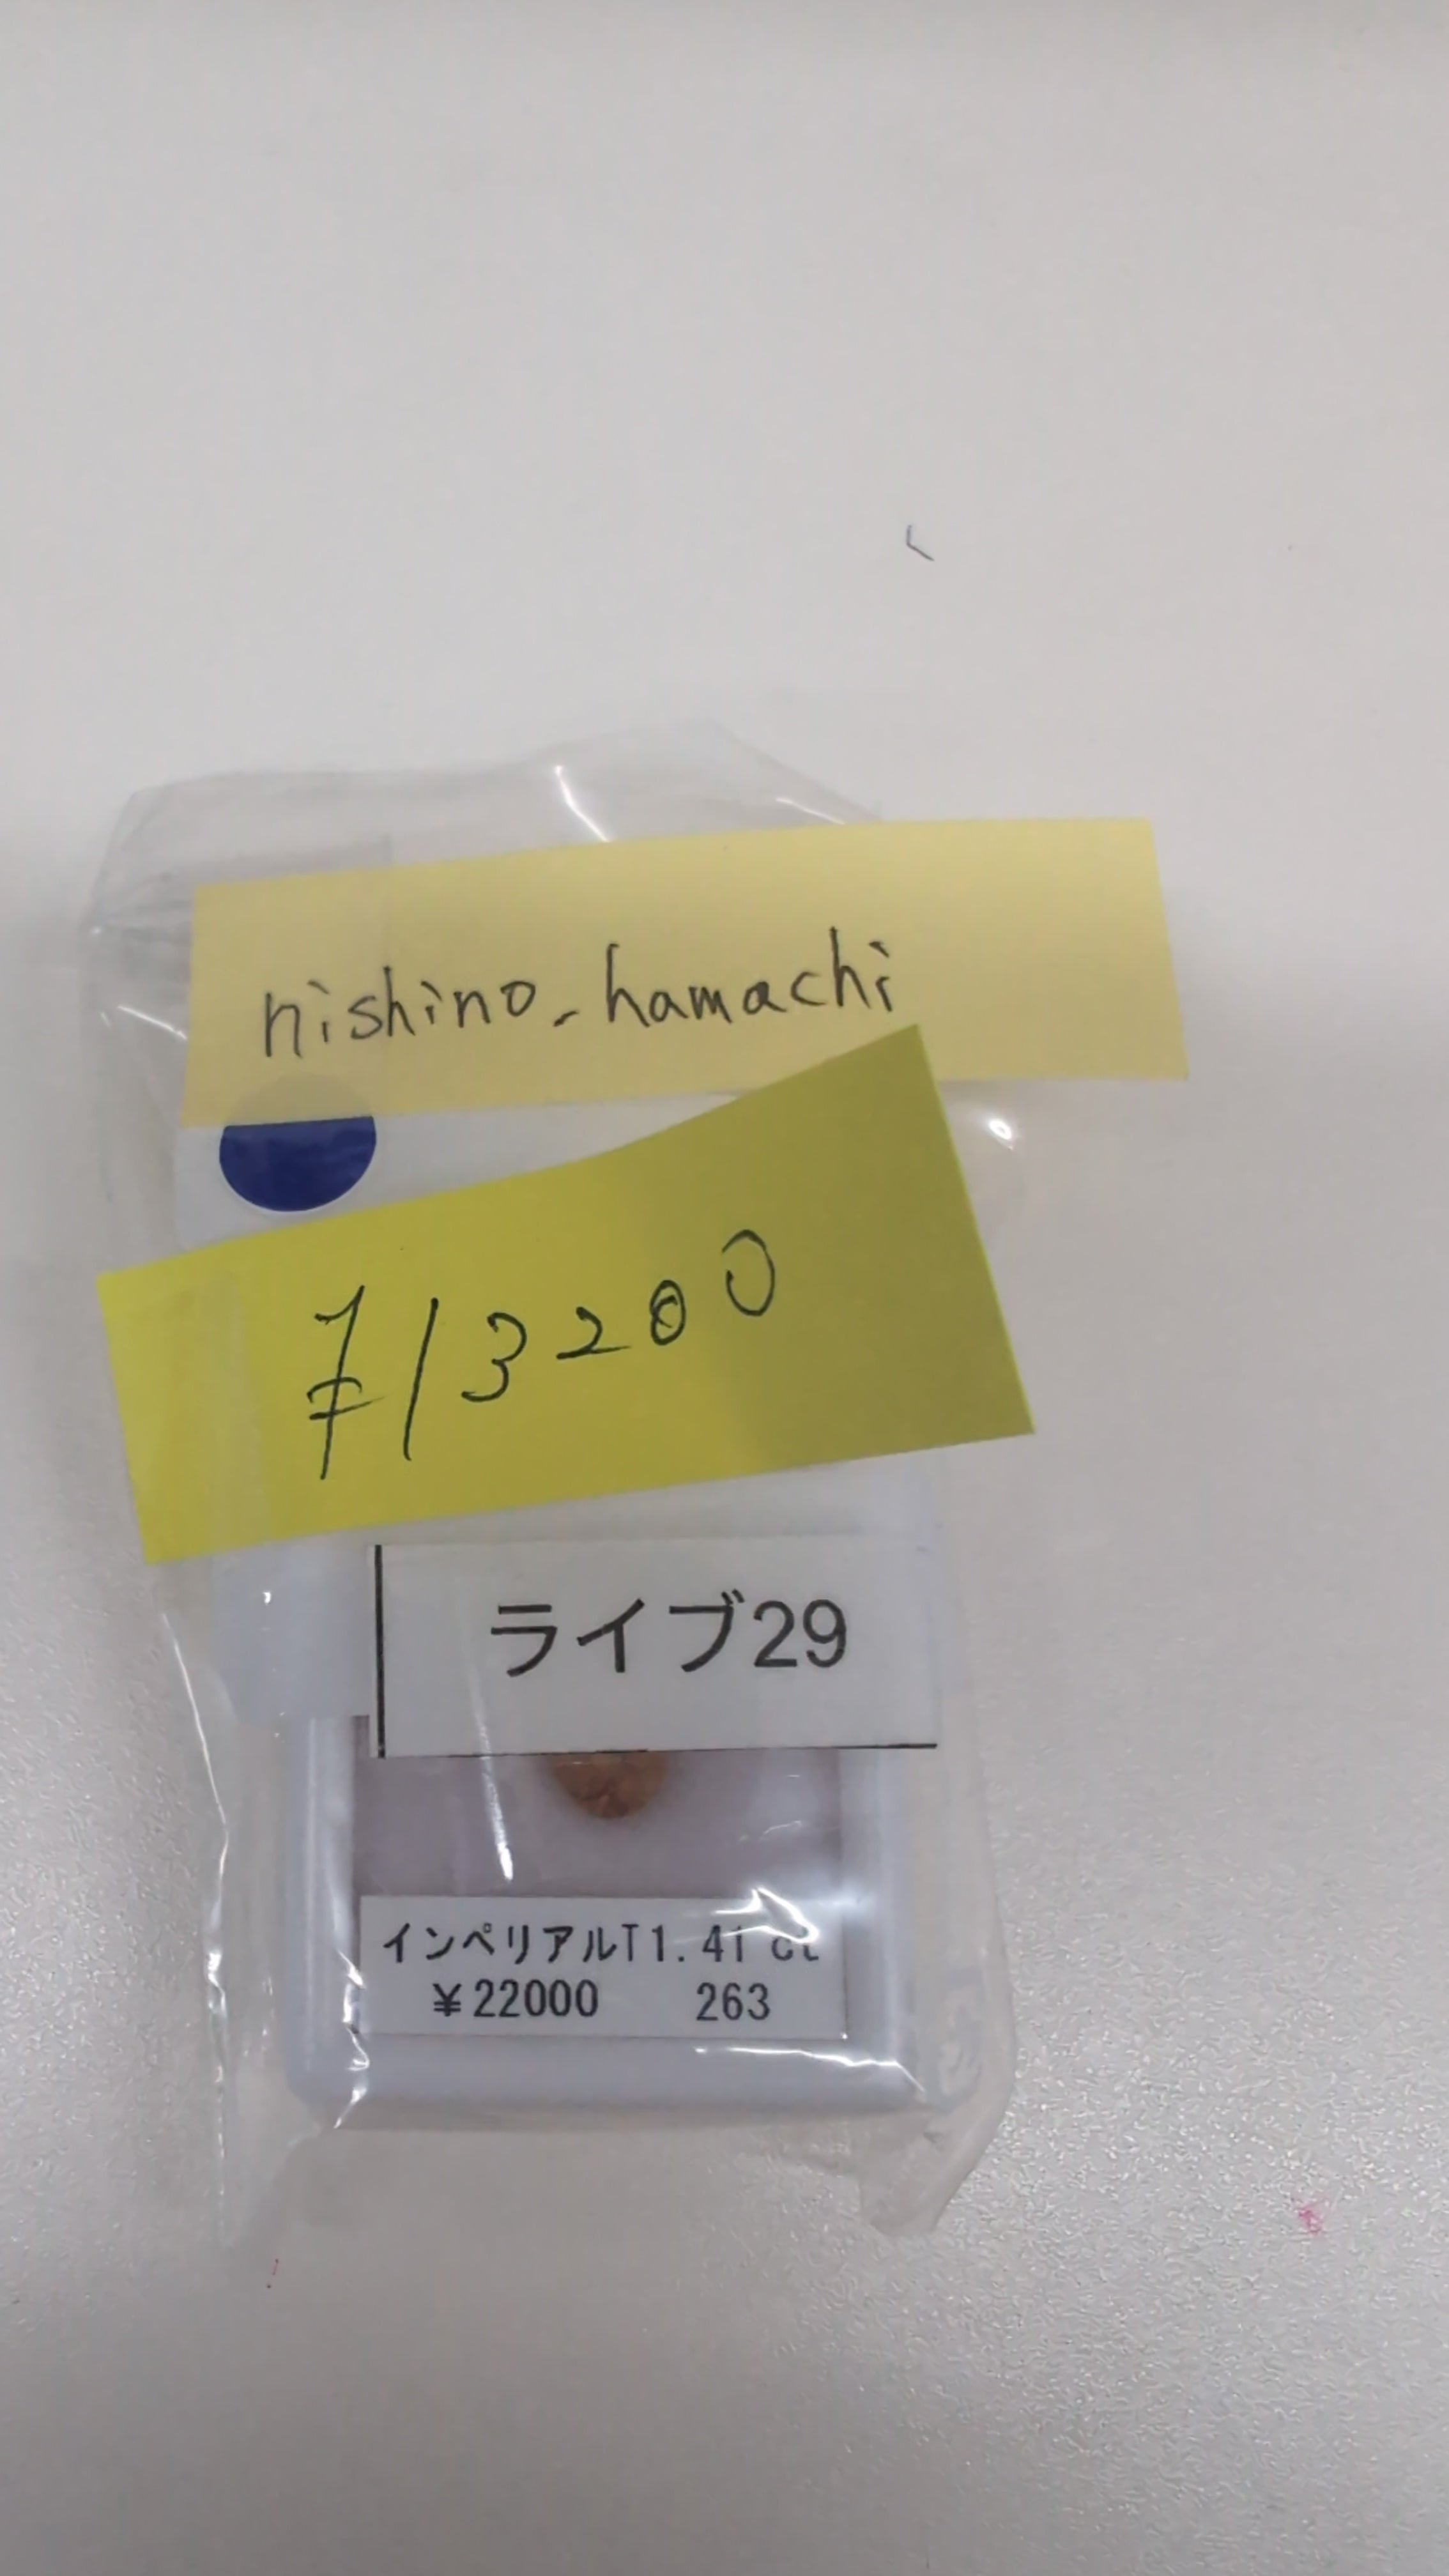 nishino_hamachi
¥13200
ライブ29
インペリアルT1.41 ct
¥22000 263